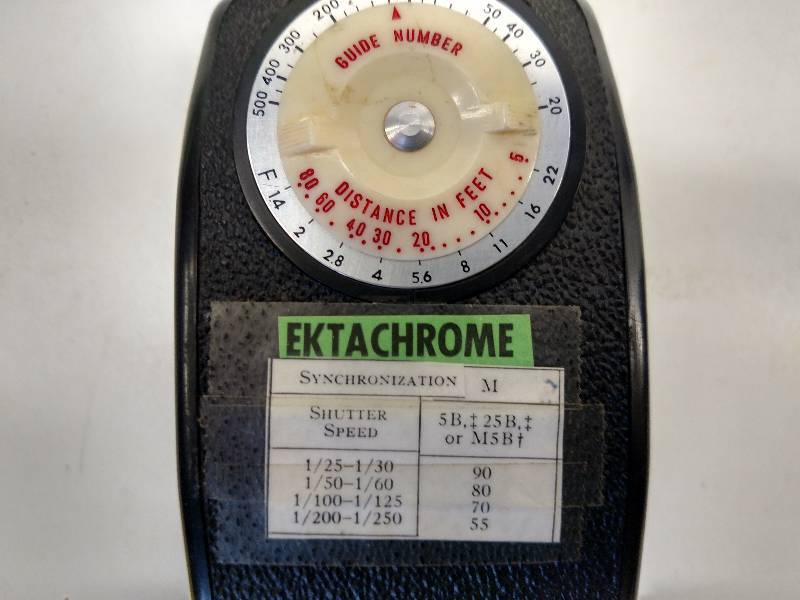 500 400 300 200 50 40 30 20
GUIDE NUMBER
80 60 40 30 20 10 5
DISTANCE IN FEET
F/1.4 2 2.8 4 5.6 8 11 16 22
EKTACHROME
SYNCHRONIZATION M
SHUTTER SPEED
5B,‡ 25B,‡
or M5B†
1/25–1/30 90
1/50–1/60 80
1/100–1/125 70
1/200–1/250 55